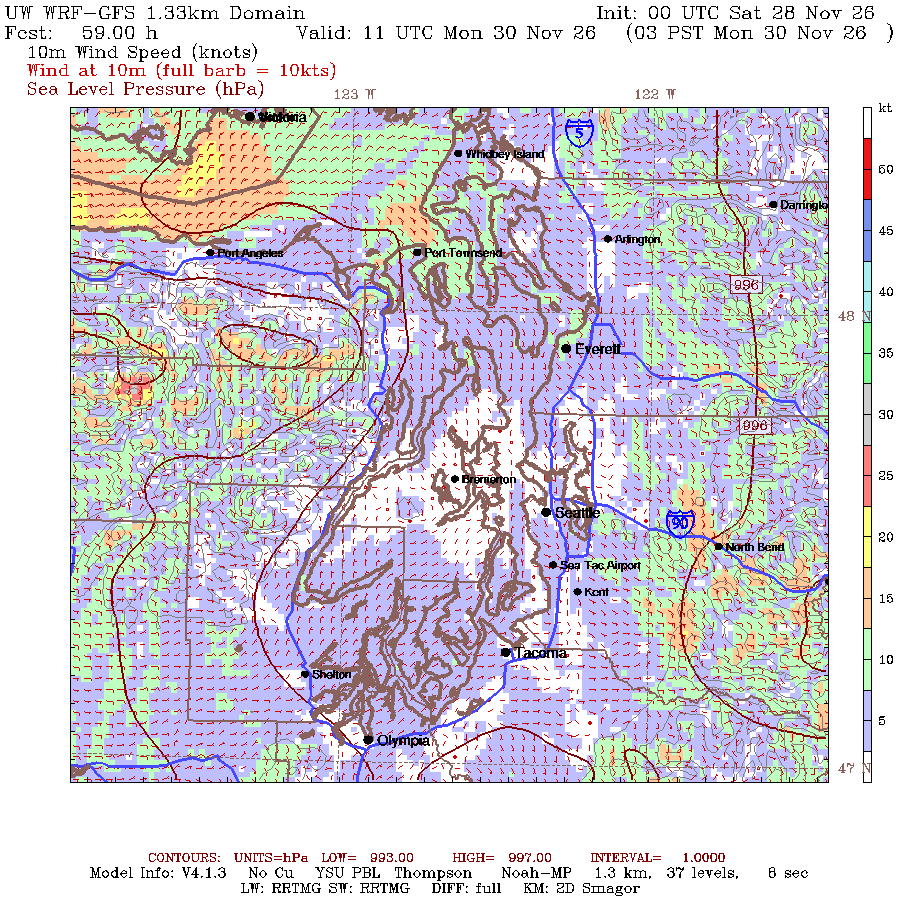 UW WRF-GFS 1.33km Domain Init: 00 UTC Sat 28 Nov 26
Fcst: 59.00 h Valid: 11 UTC Mon 30 Nov 26 (03 PST Mon 30 Nov 26 )
10m Wind Speed (knots)
Wind at 10m (full barb = 10kts)
Sea Level Pressure (hPa)
123 W 122 W
kt
Victoria
5
Whidbey Island
60
50
Darringto
45
Arlington
Port Angeles
Port Townsend
996
40
48 N
Everett
35
30
996
Bremerton
25
Seattle
90
20
North Bend
Sea Tac Airport
Kent
15
Tacoma
10
Shelton
5
Olympia
47 N
CONTOURS: UNITS=hPa LOW= 993.00 HIGH= 997.00 INTERVAL= 1.0000
Model Info: V4.1.3 No Cu YSU PBL Thompson Noah-MP 1.3 km, 37 levels, 8 sec
LW: RRTMG SW: RRTMG DIFF: full KM: 2D Smagor